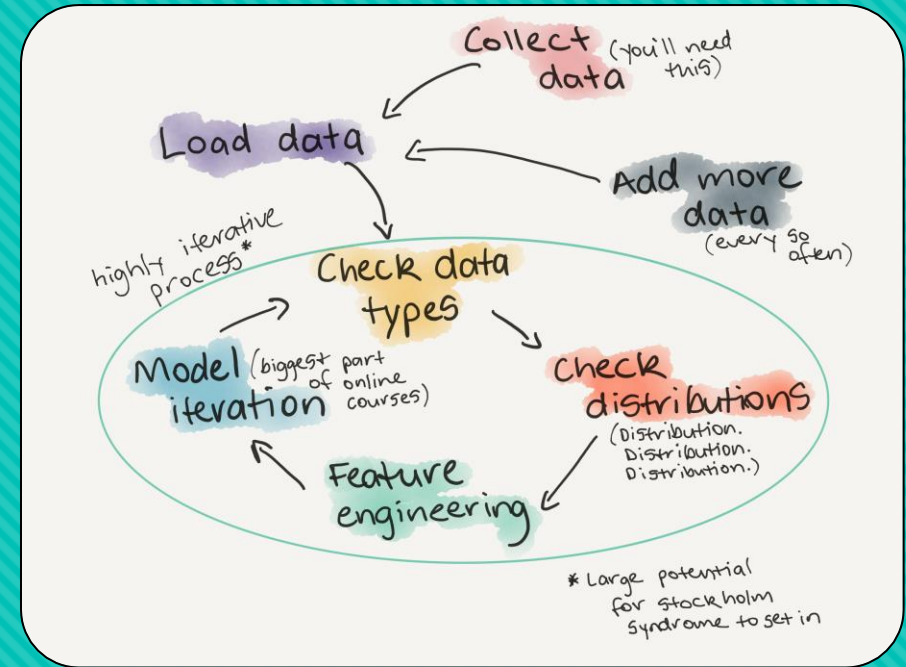 Collect
data
(you'll need
this)
Load data
Add more
data
(every so
often)
highly iterative
process*
Check data
types
Model
iteration
(biggest part
of online
courses)
Check
distributions
(Distribution.
Distribution.
Distribution.)
Feature
engineering
* Large potential
for stockholm
syndrome to set in